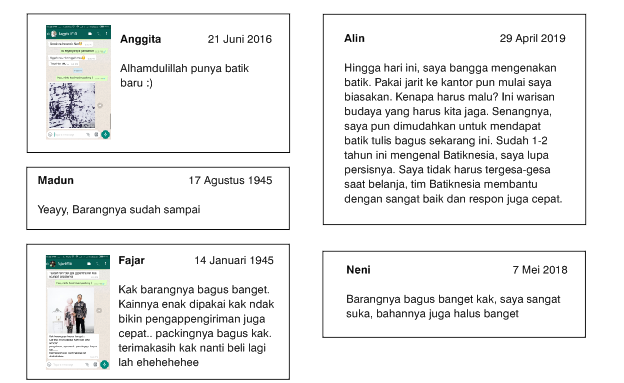 Anggita 21 Juni 2016
Alhamdulillah punya batik
baru :)
Madun 17 Agustus 1945
Yeayy, Barangnya sudah sampai
Fajar 14 Januari 1945
Kak barangnya bagus banget.
Kainnya enak dipakai kak ndak
bikin pengappengiriman juga
cepat.. packingnya bagus kak.
terimakasih kak nanti beli lagi
lah ehehehehee
Alin 29 April 2019
Hingga hari ini, saya bangga mengenakan
batik. Pakai jarit ke kantor pun mulai saya
biasakan. Kenapa harus malu? Ini warisan
budaya yang harus kita jaga. Senangnya,
saya pun dimudahkan untuk mendapat
batik tulis bagus sekarang ini. Sudah 1-2
tahun ini mengenal Batiknesia, saya lupa
persisnya. Saya tidak harus tergesa-gesa
saat belanja, tim Batiknesia membantu
dengan sangat baik dan respon juga cepat.
Neni 7 Mei 2018
Barangnya bagus banget kak, saya sangat
suka, bahannya juga halus banget